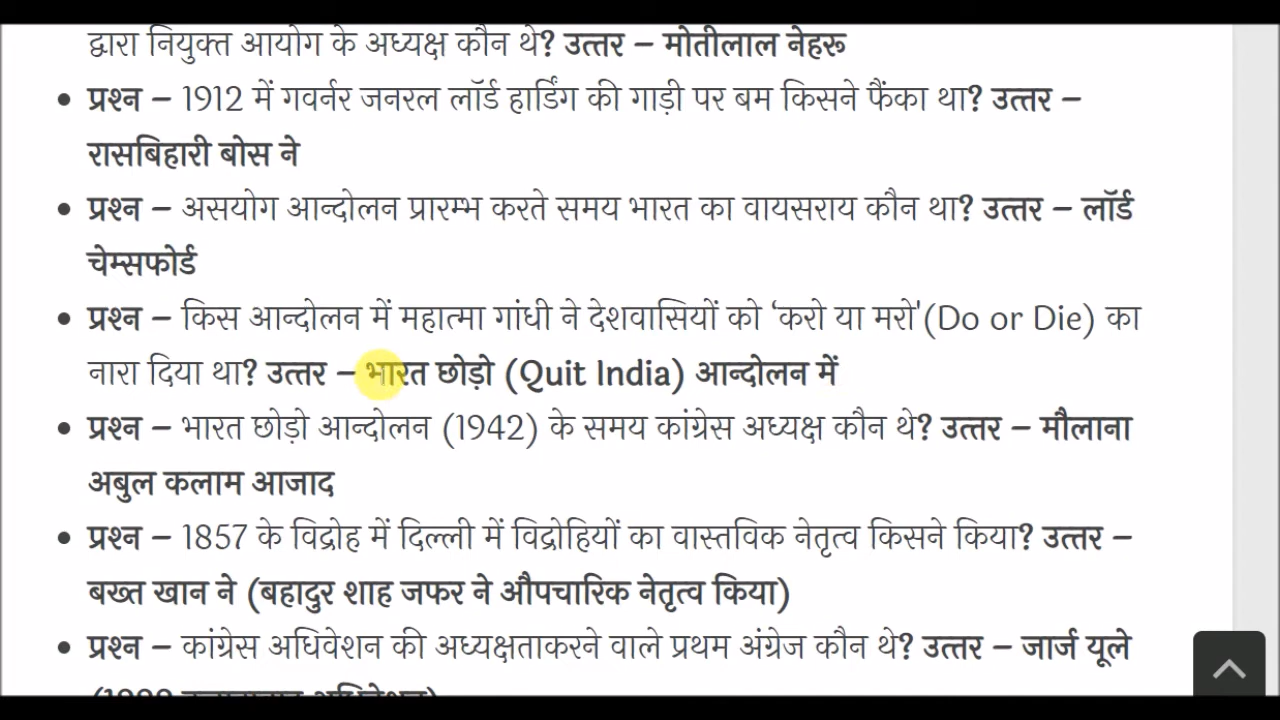 द्वारा नियुक्त आयोग के अध्यक्ष कौन थे? उत्तर – मोतीलाल नेहरू
• प्रश्न – 1912 में गवर्नर जनरल लॉर्ड हार्डिंग की गाड़ी पर बम किसने फैंका था? उत्तर –
रासबिहारी बोस ने
• प्रश्न – असयोग आन्दोलन प्रारम्भ करते समय भारत का वायसराय कौन था? उत्तर – लॉर्ड
चेम्सफोर्ड
• प्रश्न – किस आन्दोलन में महात्मा गांधी ने देशवासियों को ‘करो या मरो'(Do or Die) का
नारा दिया था? उत्तर – भारत छोड़ो (Quit India) आन्दोलन में
• प्रश्न – भारत छोड़ो आन्दोलन (1942) के समय कांग्रेस अध्यक्ष कौन थे? उत्तर – मौलाना
अबुल कलाम आजाद
• प्रश्न – 1857 के विद्रोह में दिल्ली में विद्रोहियों का वास्तविक नेतृत्व किसने किया? उत्तर –
बख्त खान ने (बहादुर शाह जफर ने औपचारिक नेतृत्व किया)
• प्रश्न – कांग्रेस अधिवेशन की अध्यक्षताकरने वाले प्रथम अंग्रेज कौन थे? उत्तर – जार्ज यूले